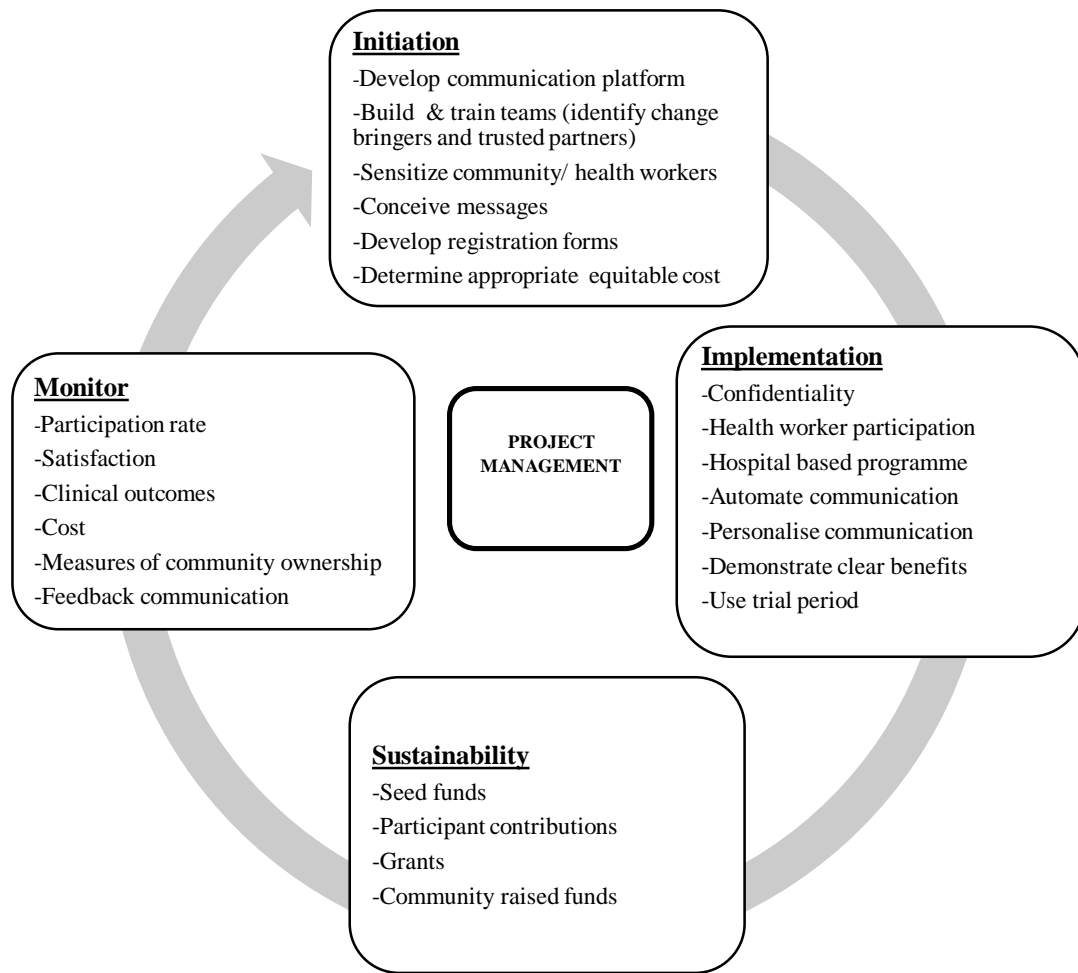 Initiation
-Develop communication platform
-Build & train teams (identify change
bringers and trusted partners)
-Sensitize community/ health workers
-Conceive messages
-Develop registration forms
-Determine appropriate equitable cost
Implementation
-Confidentiality
-Health worker participation
-Hospital based programme
-Automate communication
-Personalise communication
-Demonstrate clear benefits
-Use trial period
Monitor
-Participation rate
-Satisfaction
-Clinical outcomes
-Cost
-Measures of community ownership
-Feedback communication
PROJECT
MANAGEMENT
Sustainability
-Seed funds
-Participant contributions
-Grants
-Community raised funds